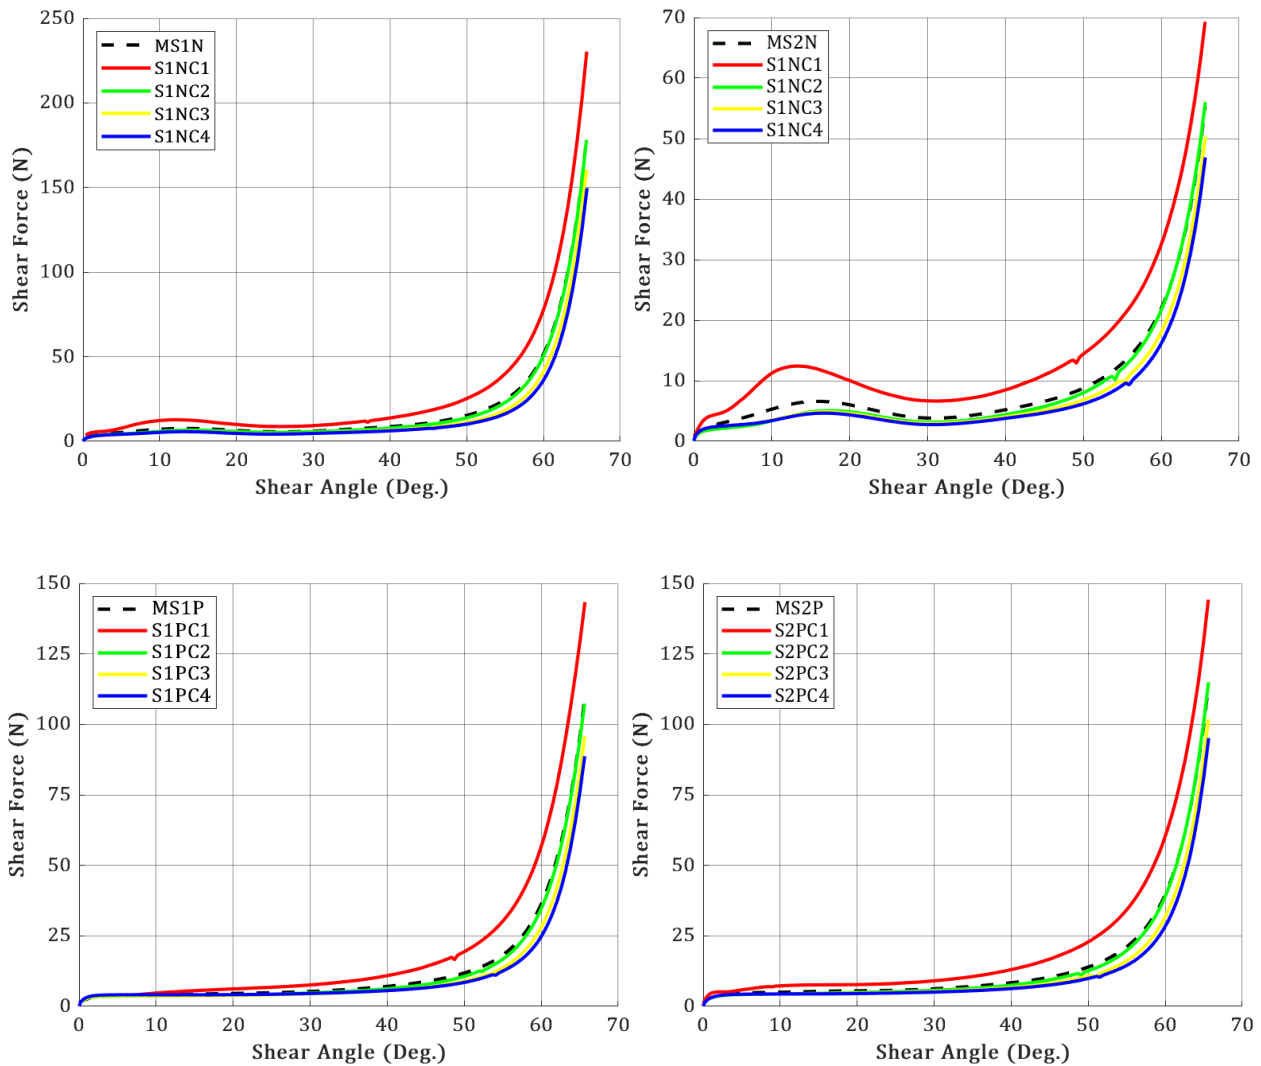 250
200
150
100
50
0
Shear Force (N)
MS1N
S1NC1
S1NC2
S1NC3
S1NC4
0 10 20 30 40 50 60 70
Shear Angle (Deg.)
70
60
50
40
30
20
10
0
Shear Force (N)
MS2N
S1NC1
S1NC2
S1NC3
S1NC4
0 10 20 30 40 50 60 70
Shear Angle (Deg.)
150
125
100
75
50
25
0
Shear Force (N)
MS1P
S1PC1
S1PC2
S1PC3
S1PC4
0 10 20 30 40 50 60 70
Shear Angle (Deg.)
150
125
100
75
50
25
0
Shear Force (N)
MS2P
S2PC1
S2PC2
S2PC3
S2PC4
0 10 20 30 40 50 60 70
Shear Angle (Deg.)